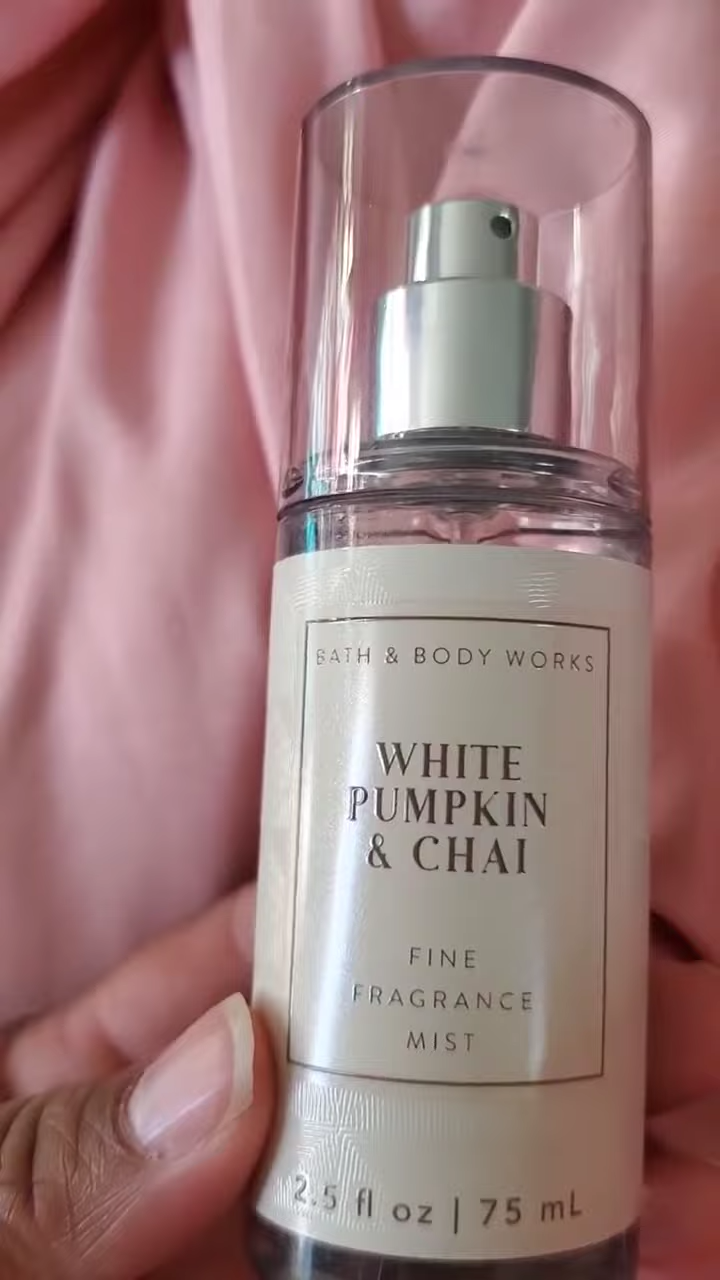 BATH & BODY WORKS
WHITE
PUMPKIN
& CHAI
FINE
FRAGRANCE
MIST
2.5 fl oz | 75 mL